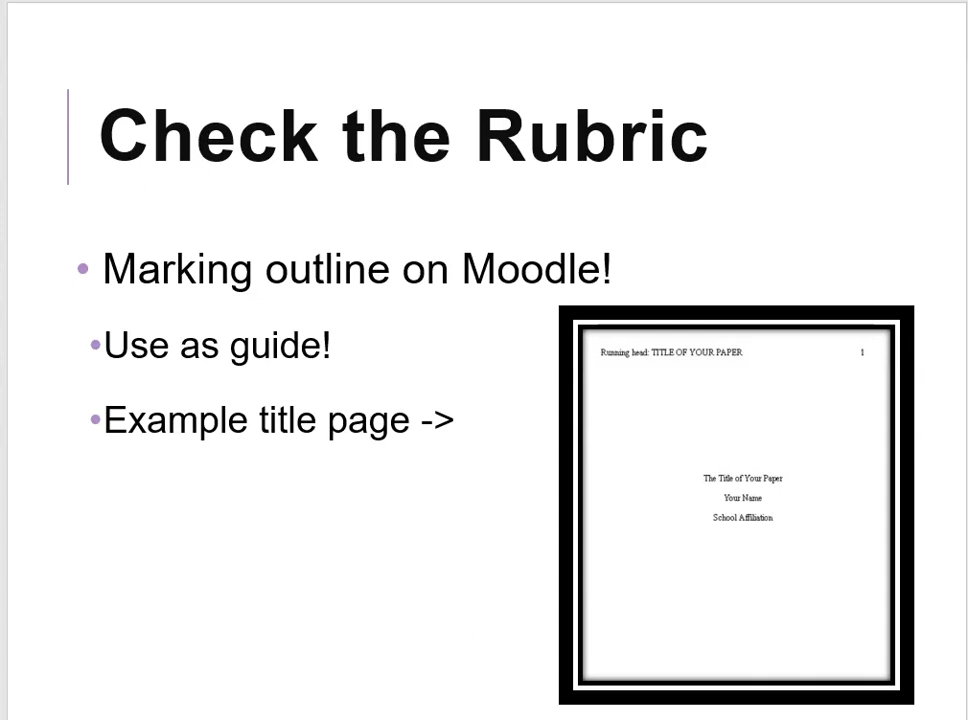 Check the Rubric
• Marking outline on Moodle!
•Use as guide!
•Example title page ->
Running head: TITLE OF YOUR PAPER 1
The Title of Your Paper
Your Name
School Affiliation